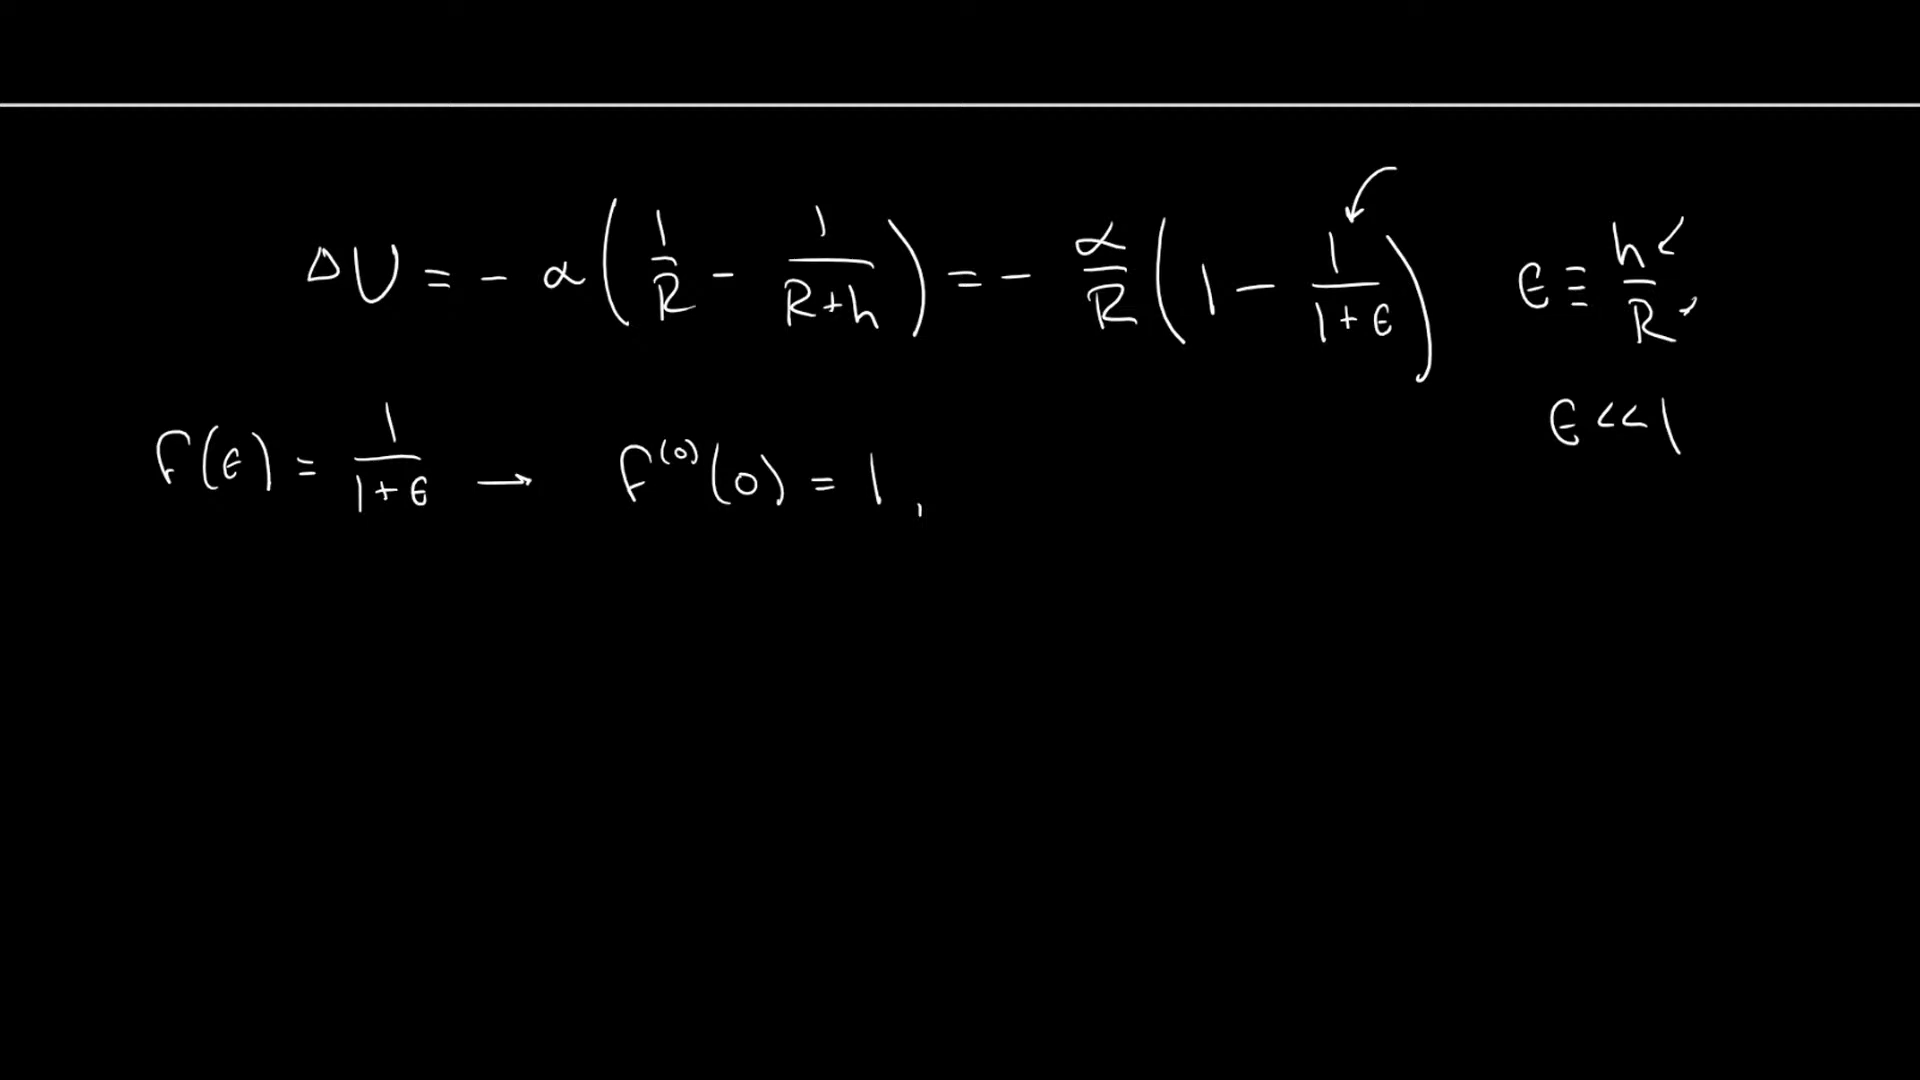 ΔU = - α(1/R - 1/(R+h)) = - α/R(1 - 1/(1+ϵ)) ϵ ≡ h/R
ϵ << 1
F(ϵ) = 1/(1+ϵ) → F^(0)(0) = 1,